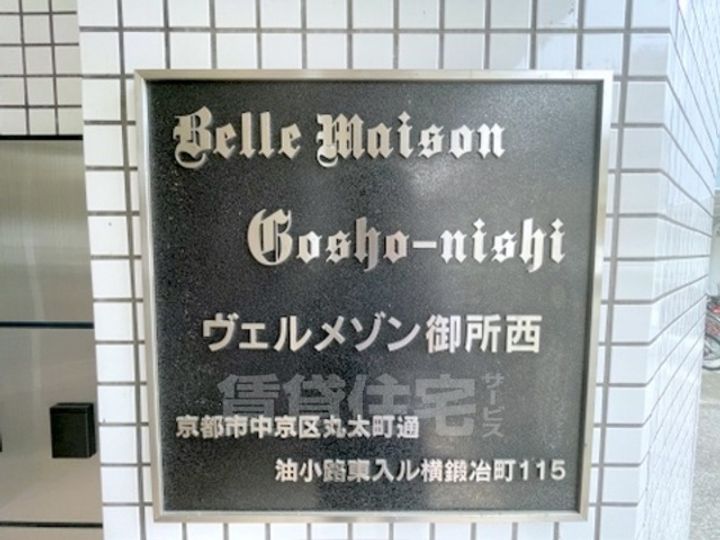 Belle Maison
Gosho-nishi
ヴェルメゾン御所西
賃貸住宅サービス
京都市中京区丸太町通
油小路東入ル横鍛冶町115